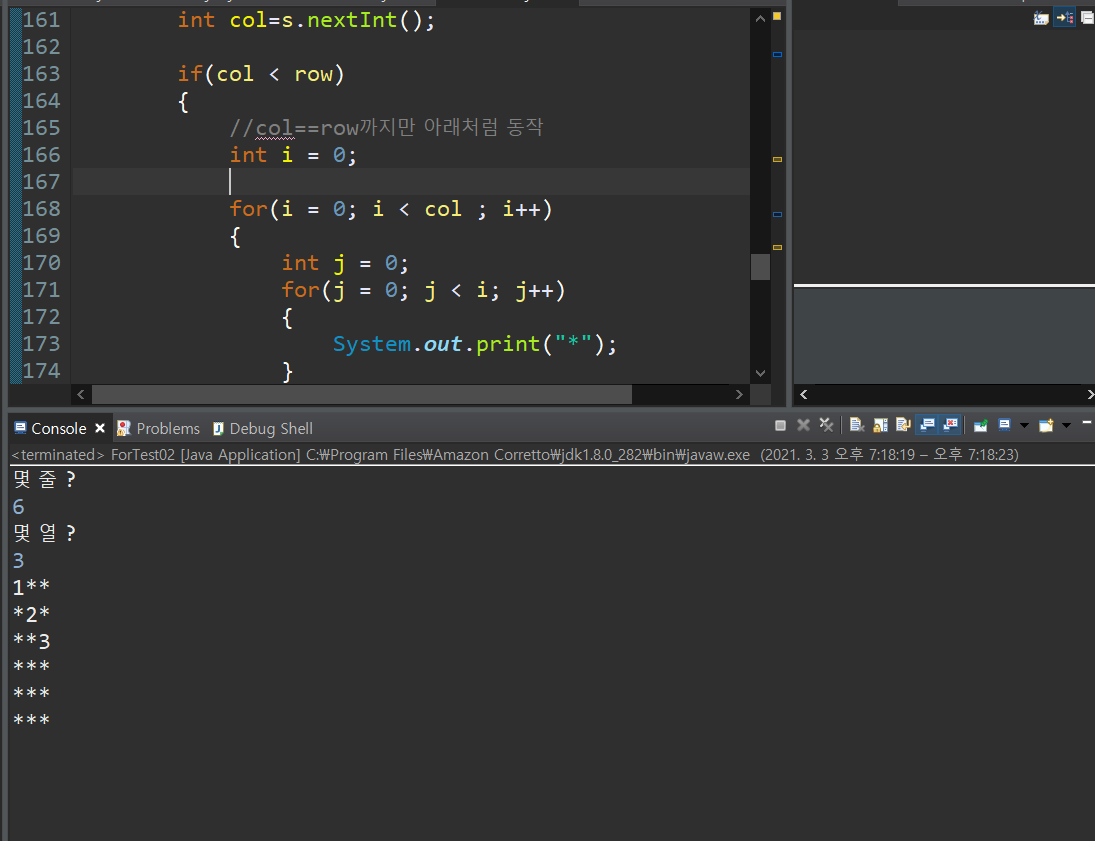 161 int col=s.nextInt();
162
163 if(col < row)
164 {
165 //col==row까지만 아래처럼 동작
166 int i = 0;
167
168 for(i = 0; i < col ; i++)
169 {
170 int j = 0;
171 for(j = 0; j < i; j++)
172 {
173 System.out.print("*");
174 }
Console Problems Debug Shell
<terminated> ForTest02 [Java Application] C:₩Program Files₩Amazon Corretto₩jdk1.8.0_282₩bin₩javaw.exe (2021. 3. 3 오후 7:18:19 – 오후 7:18:23)
몇 줄 ?
6
몇 열 ?
3
1**
*2*
**3
***
***
***